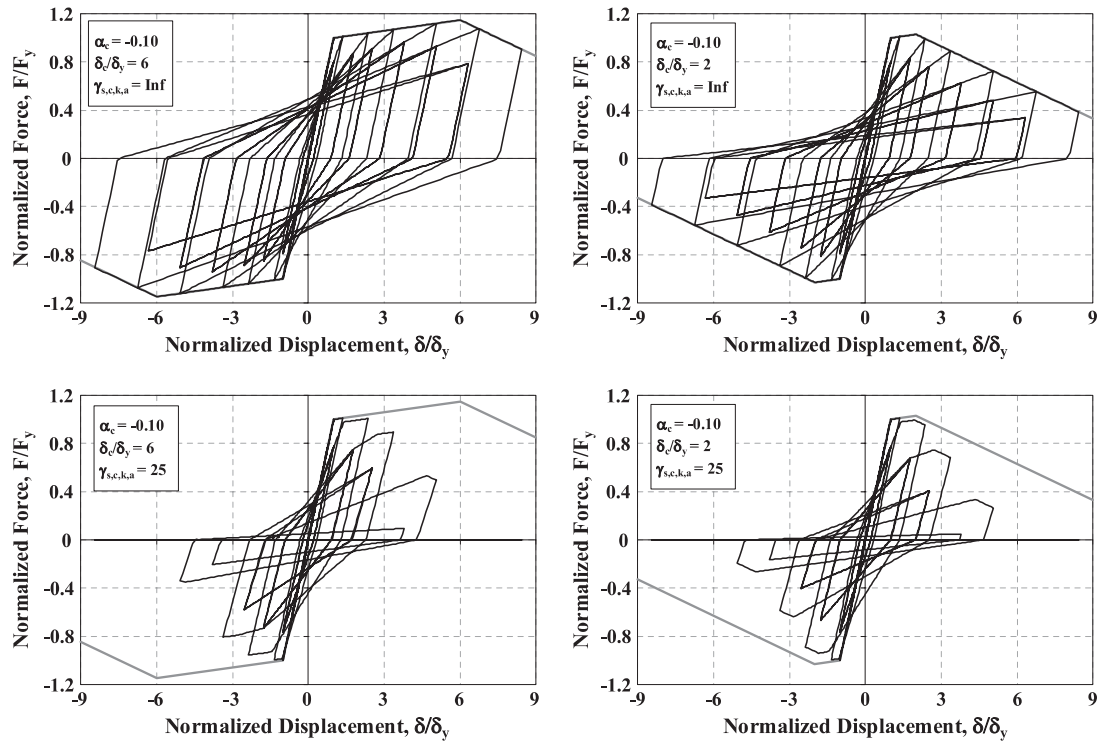 1.2
0.8
0.4
0
-0.4
-0.8
-1.2
Normalized Force, F/Fy
αc = -0.10
δc/δy = 6
γs,c,k,a = Inf
-9 -6 -3 0 3 6 9
Normalized Displacement, δ/δy
1.2
0.8
0.4
0
-0.4
-0.8
-1.2
Normalized Force, F/Fy
αc = -0.10
δc/δy = 2
γs,c,k,a = Inf
-9 -6 -3 0 3 6 9
Normalized Displacement, δ/δy
1.2
0.8
0.4
0
-0.4
-0.8
-1.2
Normalized Force, F/Fy
αc = -0.10
δc/δy = 6
γs,c,k,a = 25
-9 -6 -3 0 3 6 9
Normalized Displacement, δ/δy
1.2
0.8
0.4
0
-0.4
-0.8
-1.2
Normalized Force, F/Fy
αc = -0.10
δc/δy = 2
γs,c,k,a = 25
-9 -6 -3 0 3 6 9
Normalized Displacement, δ/δy